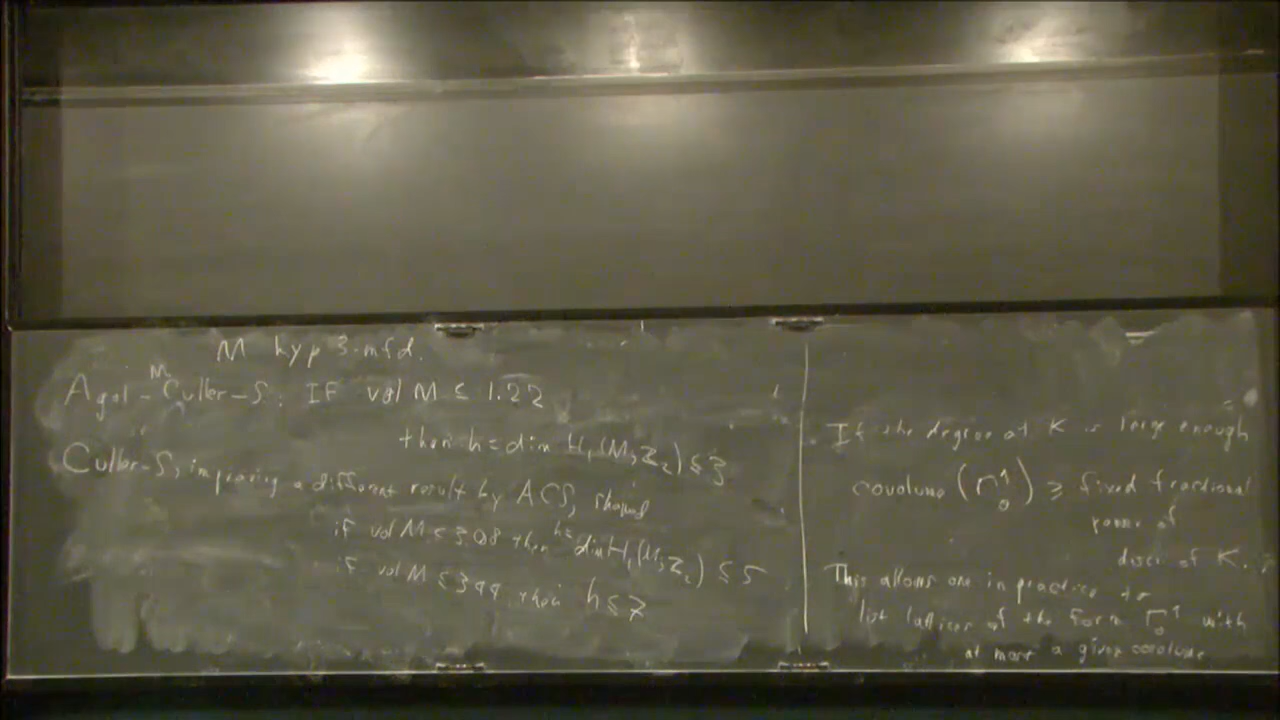 M hyp 3-mfd.
M
Agol-Culler-S: IF vol M ≤ 1.22
then h = dim H₁(M, Z₂) ≤ 3
Culler-S, improving a different result by ACS, showed
if vol M ≤ 3.08 then h = dim H₁(M, Z₂) ≤ 5
if vol M ≤ 3.44 then h ≤ 7
If the degree of K is large enough
covolume (Γ₀¹) ≥ fixed fractional
power of
discr of K.
This allows one in practice to
list lattices of the form Γ₀¹ with
at most a given covolume